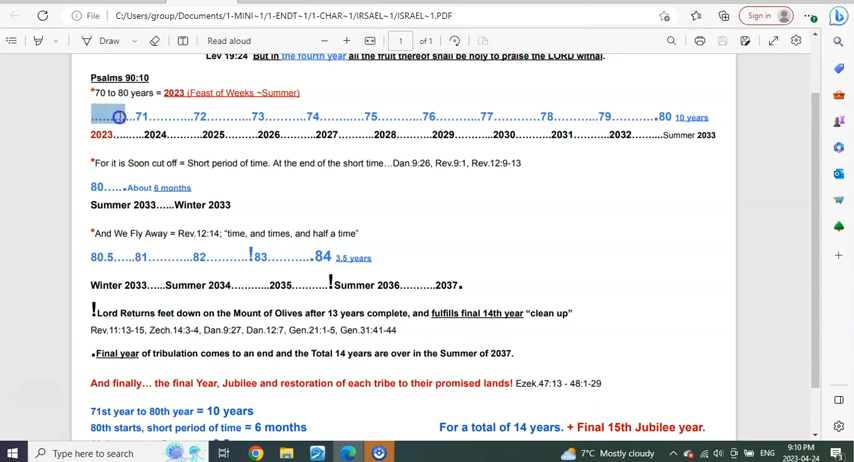 File
C:/Users/group/Documents/1-MINI~1/1-ENDT~1/1-CHAR~1/IRSAEL~1/ISRAEL~1.PDF
Sign in
Draw
Read aloud
1
of 1
Lev 19:24 But in the fourth year all the fruit thereof shall be holy to praise the LORD withal.
Psalms 90:10
*70 to 80 years = 2023 (Feast of Weeks ~Summer)
71...........72...........73...........74...........75...........76...........77...........78...........79...........80 10 years
2023.........2024.........2025.........2026.........2027.........2028.........2029.........2030.........2031.........2032.........Summer 2033
*For it is Soon cut off = Short period of time. At the end of the short time…Dan.9:26, Rev.9:1, Rev.12:9-13
80…...About 6 months
Summer 2033…..Winter 2033
*And We Fly Away = Rev.12:14; “time, and times, and half a time”
80.5…...81...........82...........!83...........84 3.5 years
Winter 2033…...Summer 2034...........2035..........!Summer 2036..........2037.
!Lord Returns feet down on the Mount of Olives after 13 years complete, and fulfills final 14th year “clean up”
Rev.11:13-15, Zech.14:3-4, Dan.9:27, Dan.12:7, Gen.21:1-5, Gen.31:41-44
.Final year of tribulation comes to an end and the Total 14 years are over in the Summer of 2037.
And finally… the final Year, Jubilee and restoration of each tribe to their promised lands! Ezek.47:13 - 48:1-29
71st year to 80th year = 10 years
80th starts, short period of time = 6 months
For a total of 14 years. + Final 15th Jubilee year.
Type here to search
7°C Mostly cloudy
ENG
9:10 PM
2023-04-24